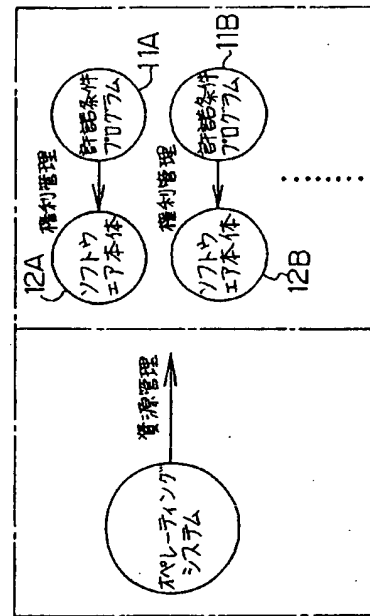 オペレーティング
システム
資源管理
12A
ソフトウ
ェア本体
権利管理
許諾条件
プログラム
11A
12B
ソフトウ
ェア本体
権利管理
許諾条件
プログラム
11B